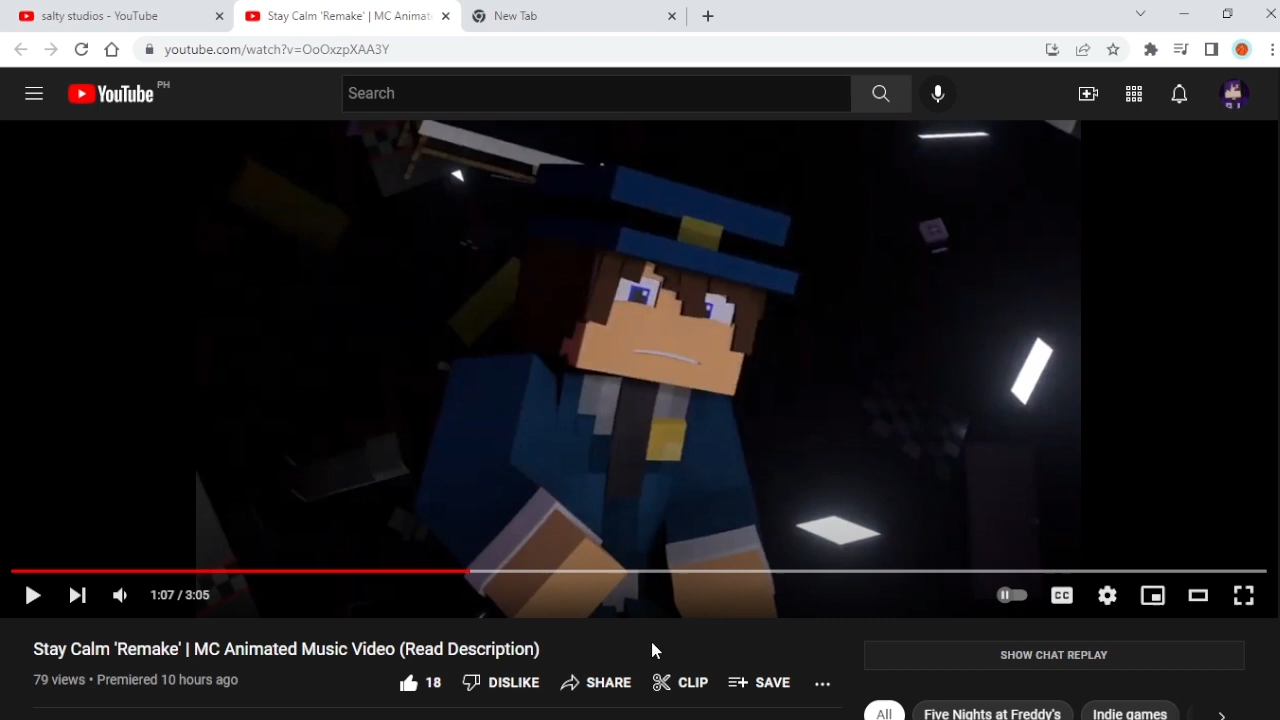 salty studios - YouTube
Stay Calm 'Remake' | MC Animat
New Tab
youtube.com/watch?v=OoOxzpXAA3Y
YouTube PH
Search
1:07 / 3:05
CC
Stay Calm 'Remake' | MC Animated Music Video (Read Description)
79 views • Premiered 10 hours ago
18
DISLIKE
SHARE
CLIP
SAVE
SHOW CHAT REPLAY
All
Five Nights at Freddy's
Indie games